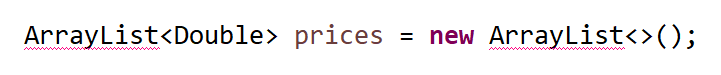 ArrayList<Double> prices = new ArrayList<>();